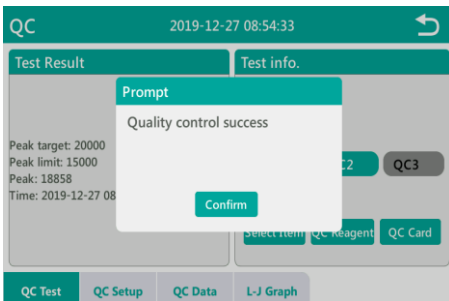 QC 2019-12-27 08:54:33
Test Result Test info.
Prompt
Quality control success
Peak target: 20000
Peak limit: 15000
Peak: 18858
Time: 2019-12-27 08
QC3
Confirm
Select Item QC Reagent QC Card
QC Test QC Setup QC Data L-J Graph